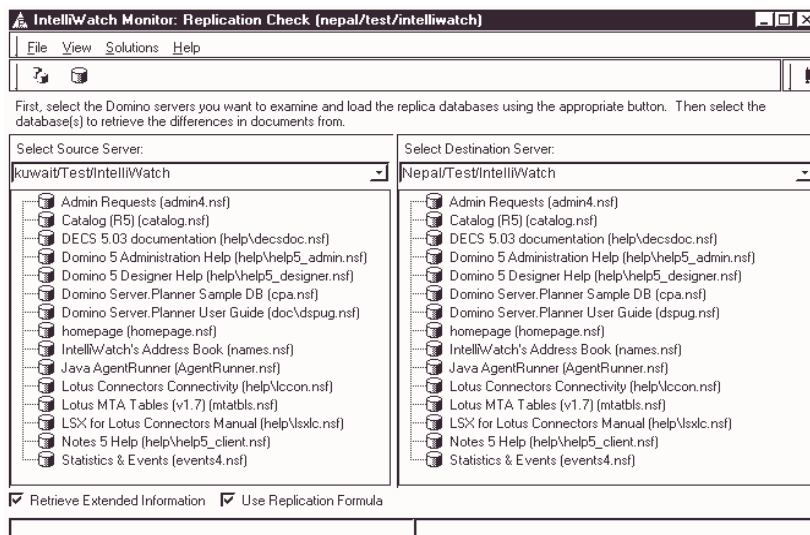 IntelliWatch Monitor: Replication Check (nepal/test/intelliwatch)
File View Solutions Help
First, select the Domino servers you want to examine and load the replica databases using the appropriate button. Then select the
database(s) to retrieve the differences in documents from.
Select Source Server:
kuwait/Test/IntelliWatch
Admin Requests (admin4.nsf)
Catalog (R5) (catalog.nsf)
DECS 5.03 documentation (help\decsdoc.nsf)
Domino 5 Administration Help (help\help5_admin.nsf)
Domino 5 Designer Help (help\help5_designer.nsf)
Domino Server.Planner Sample DB (cpa.nsf)
Domino Server.Planner User Guide (doc\dspug.nsf)
homepage (homepage.nsf)
IntelliWatch's Address Book (names.nsf)
Java AgentRunner (AgentRunner.nsf)
Lotus Connectors Connectivity (help\lccon.nsf)
Lotus MTA Tables (v1.7) (mtatbls.nsf)
LSX for Lotus Connectors Manual (help\lsxlc.nsf)
Notes 5 Help (help\help5_client.nsf)
Statistics & Events (events4.nsf)
Select Destination Server:
Nepal/Test/IntelliWatch
Admin Requests (admin4.nsf)
Catalog (R5) (catalog.nsf)
DECS 5.03 documentation (help\decsdoc.nsf)
Domino 5 Administration Help (help\help5_admin.nsf)
Domino 5 Designer Help (help\help5_designer.nsf)
Domino Server.Planner Sample DB (cpa.nsf)
Domino Server.Planner User Guide (dspug.nsf)
homepage (homepage.nsf)
IntelliWatch's Address Book (names.nsf)
Java AgentRunner (AgentRunner.nsf)
Lotus Connectors Connectivity (help\lccon.nsf)
Lotus MTA Tables (v1.7) (mtatbls.nsf)
LSX for Lotus Connectors Manual (help\lsxlc.nsf)
Notes 5 Help (help\help5_client.nsf)
Statistics & Events (events4.nsf)
Retrieve Extended Information Use Replication Formula